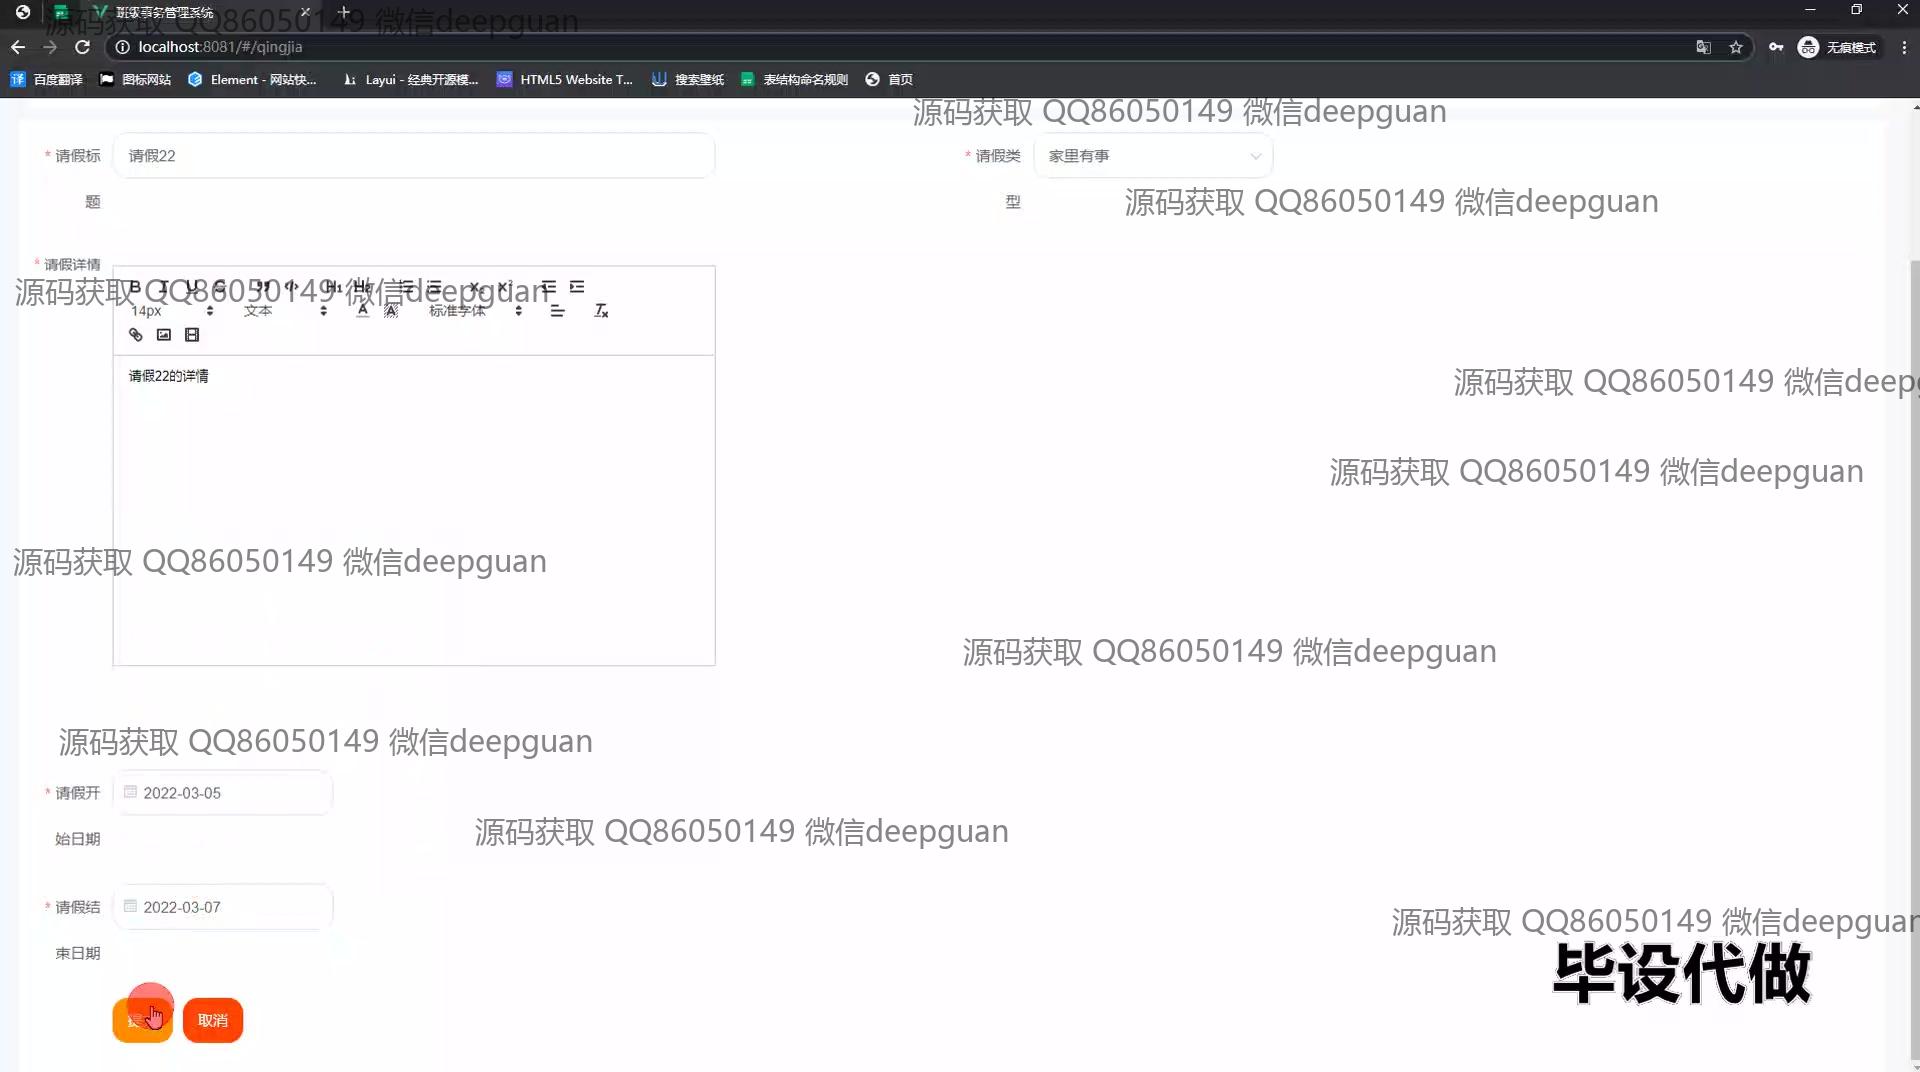 班级事务管理系统
源码获取 QQ86050149 微信deepguan
localhost:8081/#/qingjia
无痕模式
百度翻译 图标网站 Element - 网站快... Layui - 经典开源模... HTML5 Website T... 搜索壁纸 表结构命名规则 首页
源码获取 QQ86050149 微信deepguan
* 请假标题 请假22
* 请假类型 家里有事
源码获取 QQ86050149 微信deepguan
* 请假详情
源码获取 QQ86050149 微信deepguan
14px 文本 标准字体
请假22的详情
源码获取 QQ86050149 微信deep
源码获取 QQ86050149 微信deepguan
源码获取 QQ86050149 微信deepguan
源码获取 QQ86050149 微信deepguan
源码获取 QQ86050149 微信deepguan
* 请假开始日期 2022-03-05
源码获取 QQ86050149 微信deepguan
* 请假结束日期 2022-03-07
源码获取 QQ86050149 微信deepguan
毕设代做
取消